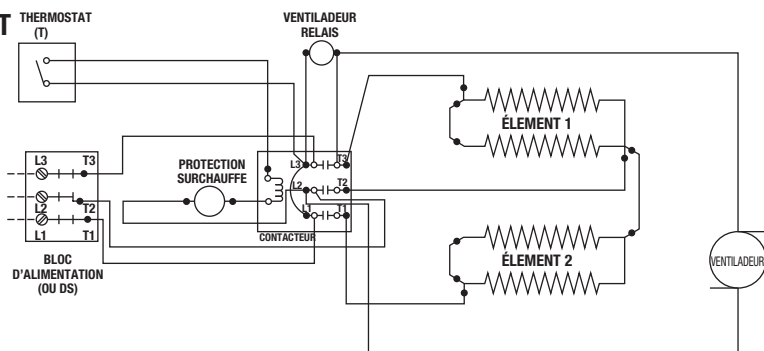 T
THERMOSTAT
(T)
VENTILADEUR
RELAIS
ÉLEMENT 1
L3 T3
L2 T2
L1 T1
BLOC
D'ALIMENTATION
(OU DS)
PROTECTION
SURCHAUFFE
L3 T3
L2 T2
L1 T1
CONTACTEUR
ÉLEMENT 2
VENTILADEUR